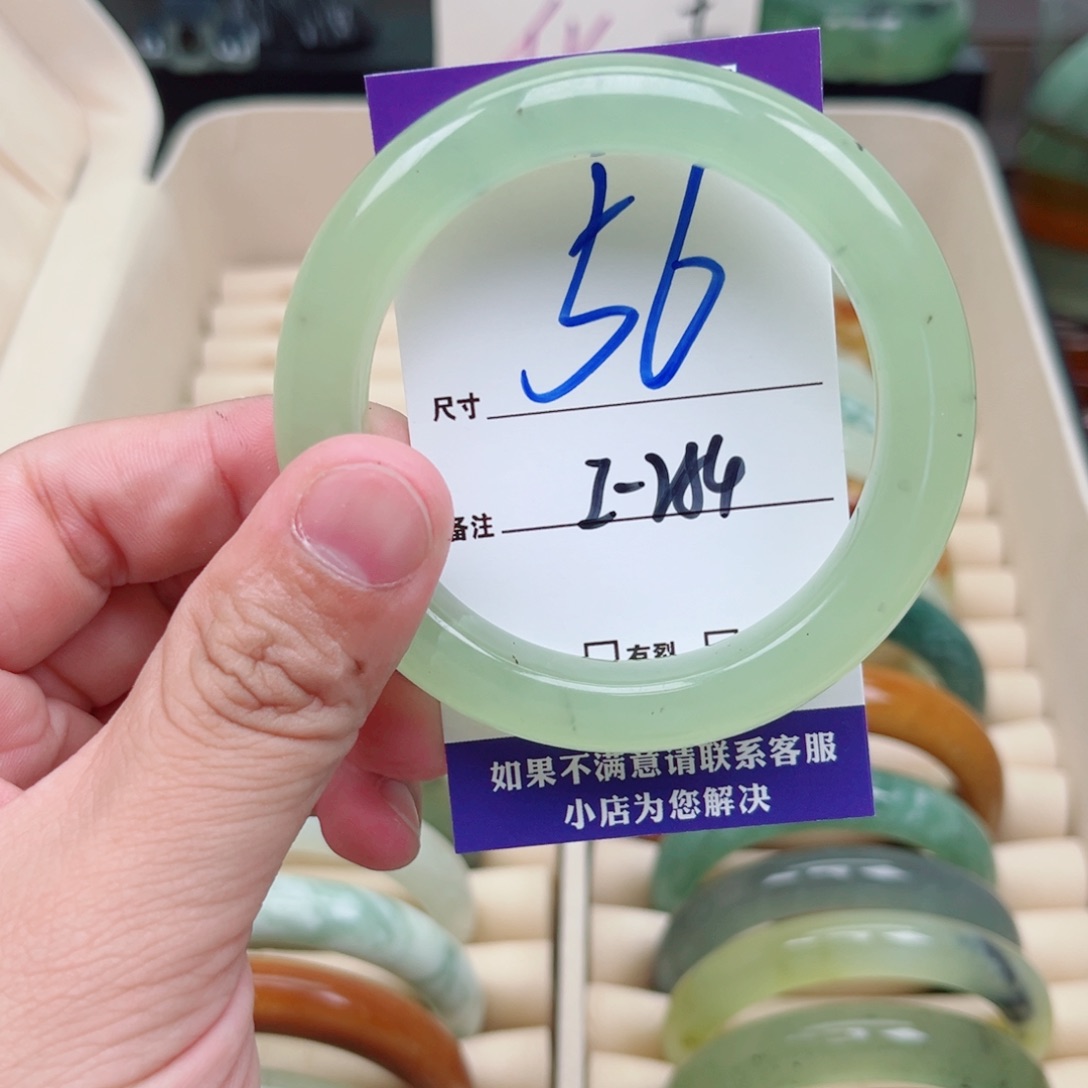 56
尺寸
I-284
备注
有裂
如果不满意请联系客服
小店为您解决